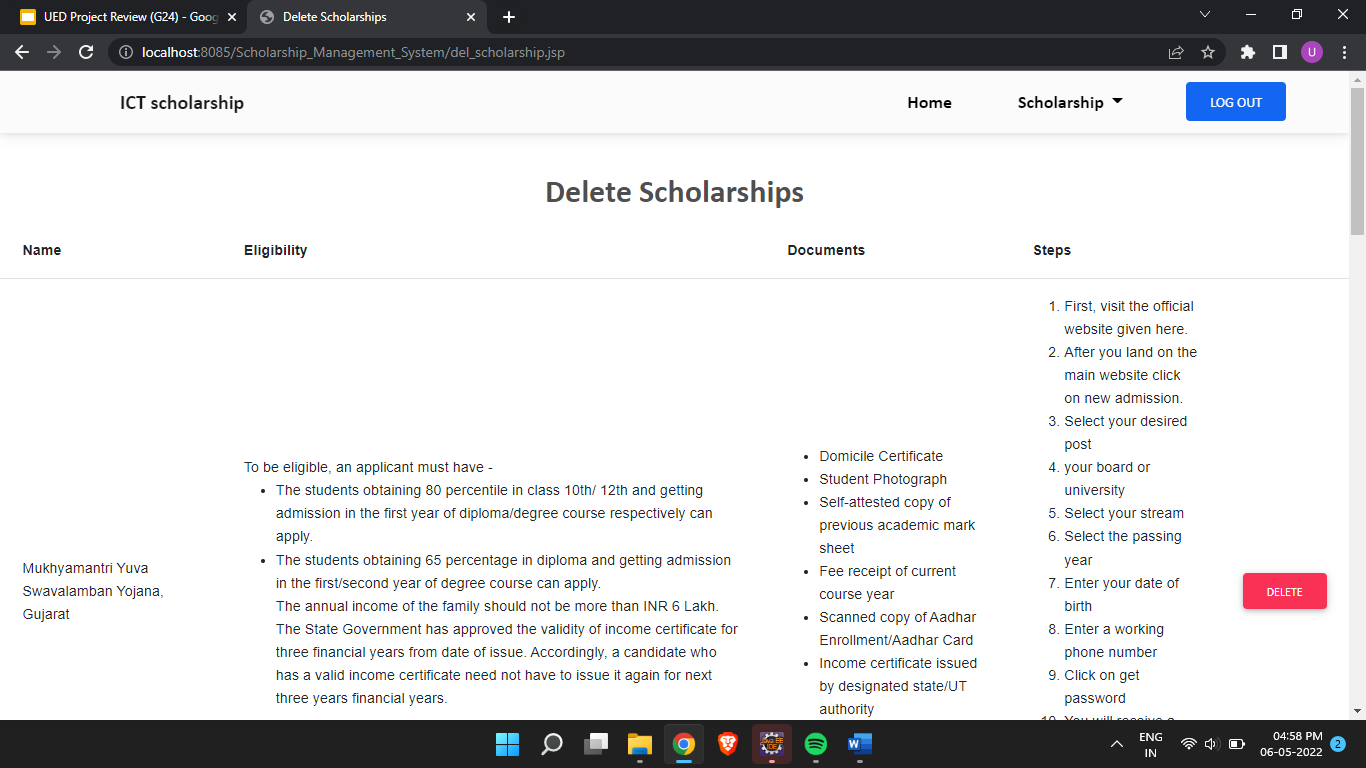 UED Project Review (G24) - Goog
Delete Scholarships
localhost:8085/Scholarship_Management_System/del_scholarship.jsp
U
ICT scholarship
Home
Scholarship
LOG OUT
Delete Scholarships
Name
Eligibility
Documents
Steps
Mukhyamantri Yuva
Swavalamban Yojana,
Gujarat
To be eligible, an applicant must have -
The students obtaining 80 percentile in class 10th/ 12th and getting
admission in the first year of diploma/degree course respectively can
apply.
The students obtaining 65 percentage in diploma and getting admission
in the first/second year of degree course can apply.
The annual income of the family should not be more than INR 6 Lakh.
The State Government has approved the validity of income certificate for
three financial years from date of issue. Accordingly, a candidate who
has a valid income certificate need not have to issue it again for next
three years financial years.
Domicile Certificate
Student Photograph
Self-attested copy of
previous academic mark
sheet
Fee receipt of current
course year
Scanned copy of Aadhar
Enrollment/Aadhar Card
Income certificate issued
by designated state/UT
authority
1. First, visit the official
website given here.
2. After you land on the
main website click
on new admission.
3. Select your desired
post
4. your board or
university
5. Select your stream
6. Select the passing
year
7. Enter your date of
birth
8. Enter a working
phone number
9. Click on get
password
10. You will receive a
DELETE
ENG
IN
04:58 PM
06-05-2022
2